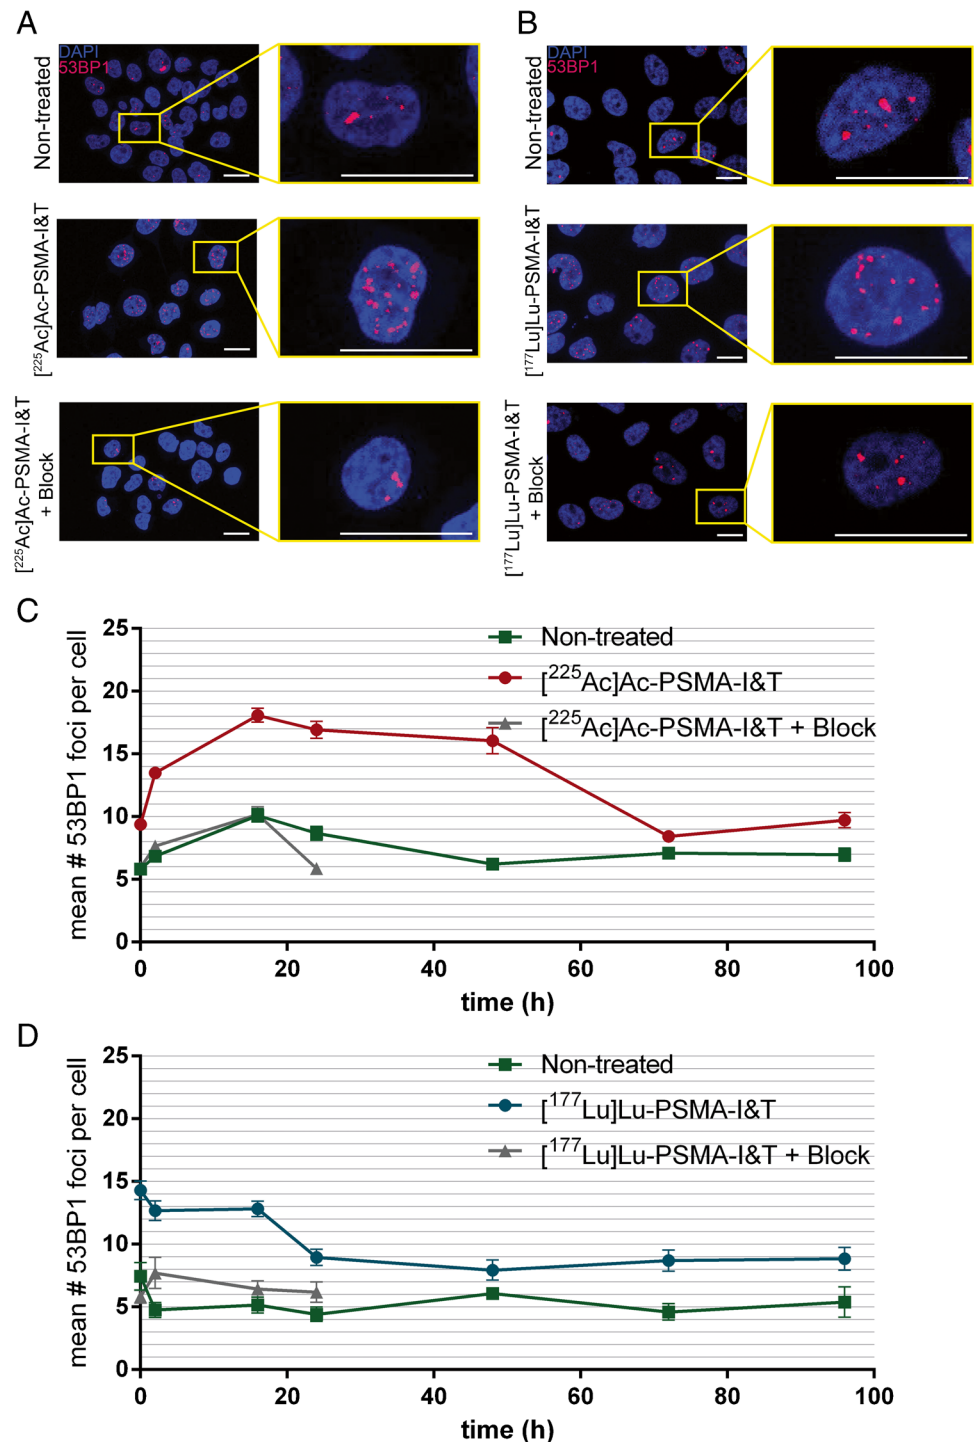 A
B
Non-treated
DAPI
53BP1
Non-treated
DAPI
53BP1
[225Ac]Ac-PSMA-I&T
[177Lu]Lu-PSMA-I&T
[225Ac]Ac-PSMA-I&T
+ Block
[177Lu]Lu-PSMA-I&T
+ Block
C
mean # 53BP1 foci per cell
25
20
15
10
5
0
Non-treated
[225Ac]Ac-PSMA-I&T
[225Ac]Ac-PSMA-I&T + Block
0 20 40 60 80 100
time (h)
D
mean # 53BP1 foci per cell
25
20
15
10
5
0
Non-treated
[177Lu]Lu-PSMA-I&T
[177Lu]Lu-PSMA-I&T + Block
0 20 40 60 80 100
time (h)